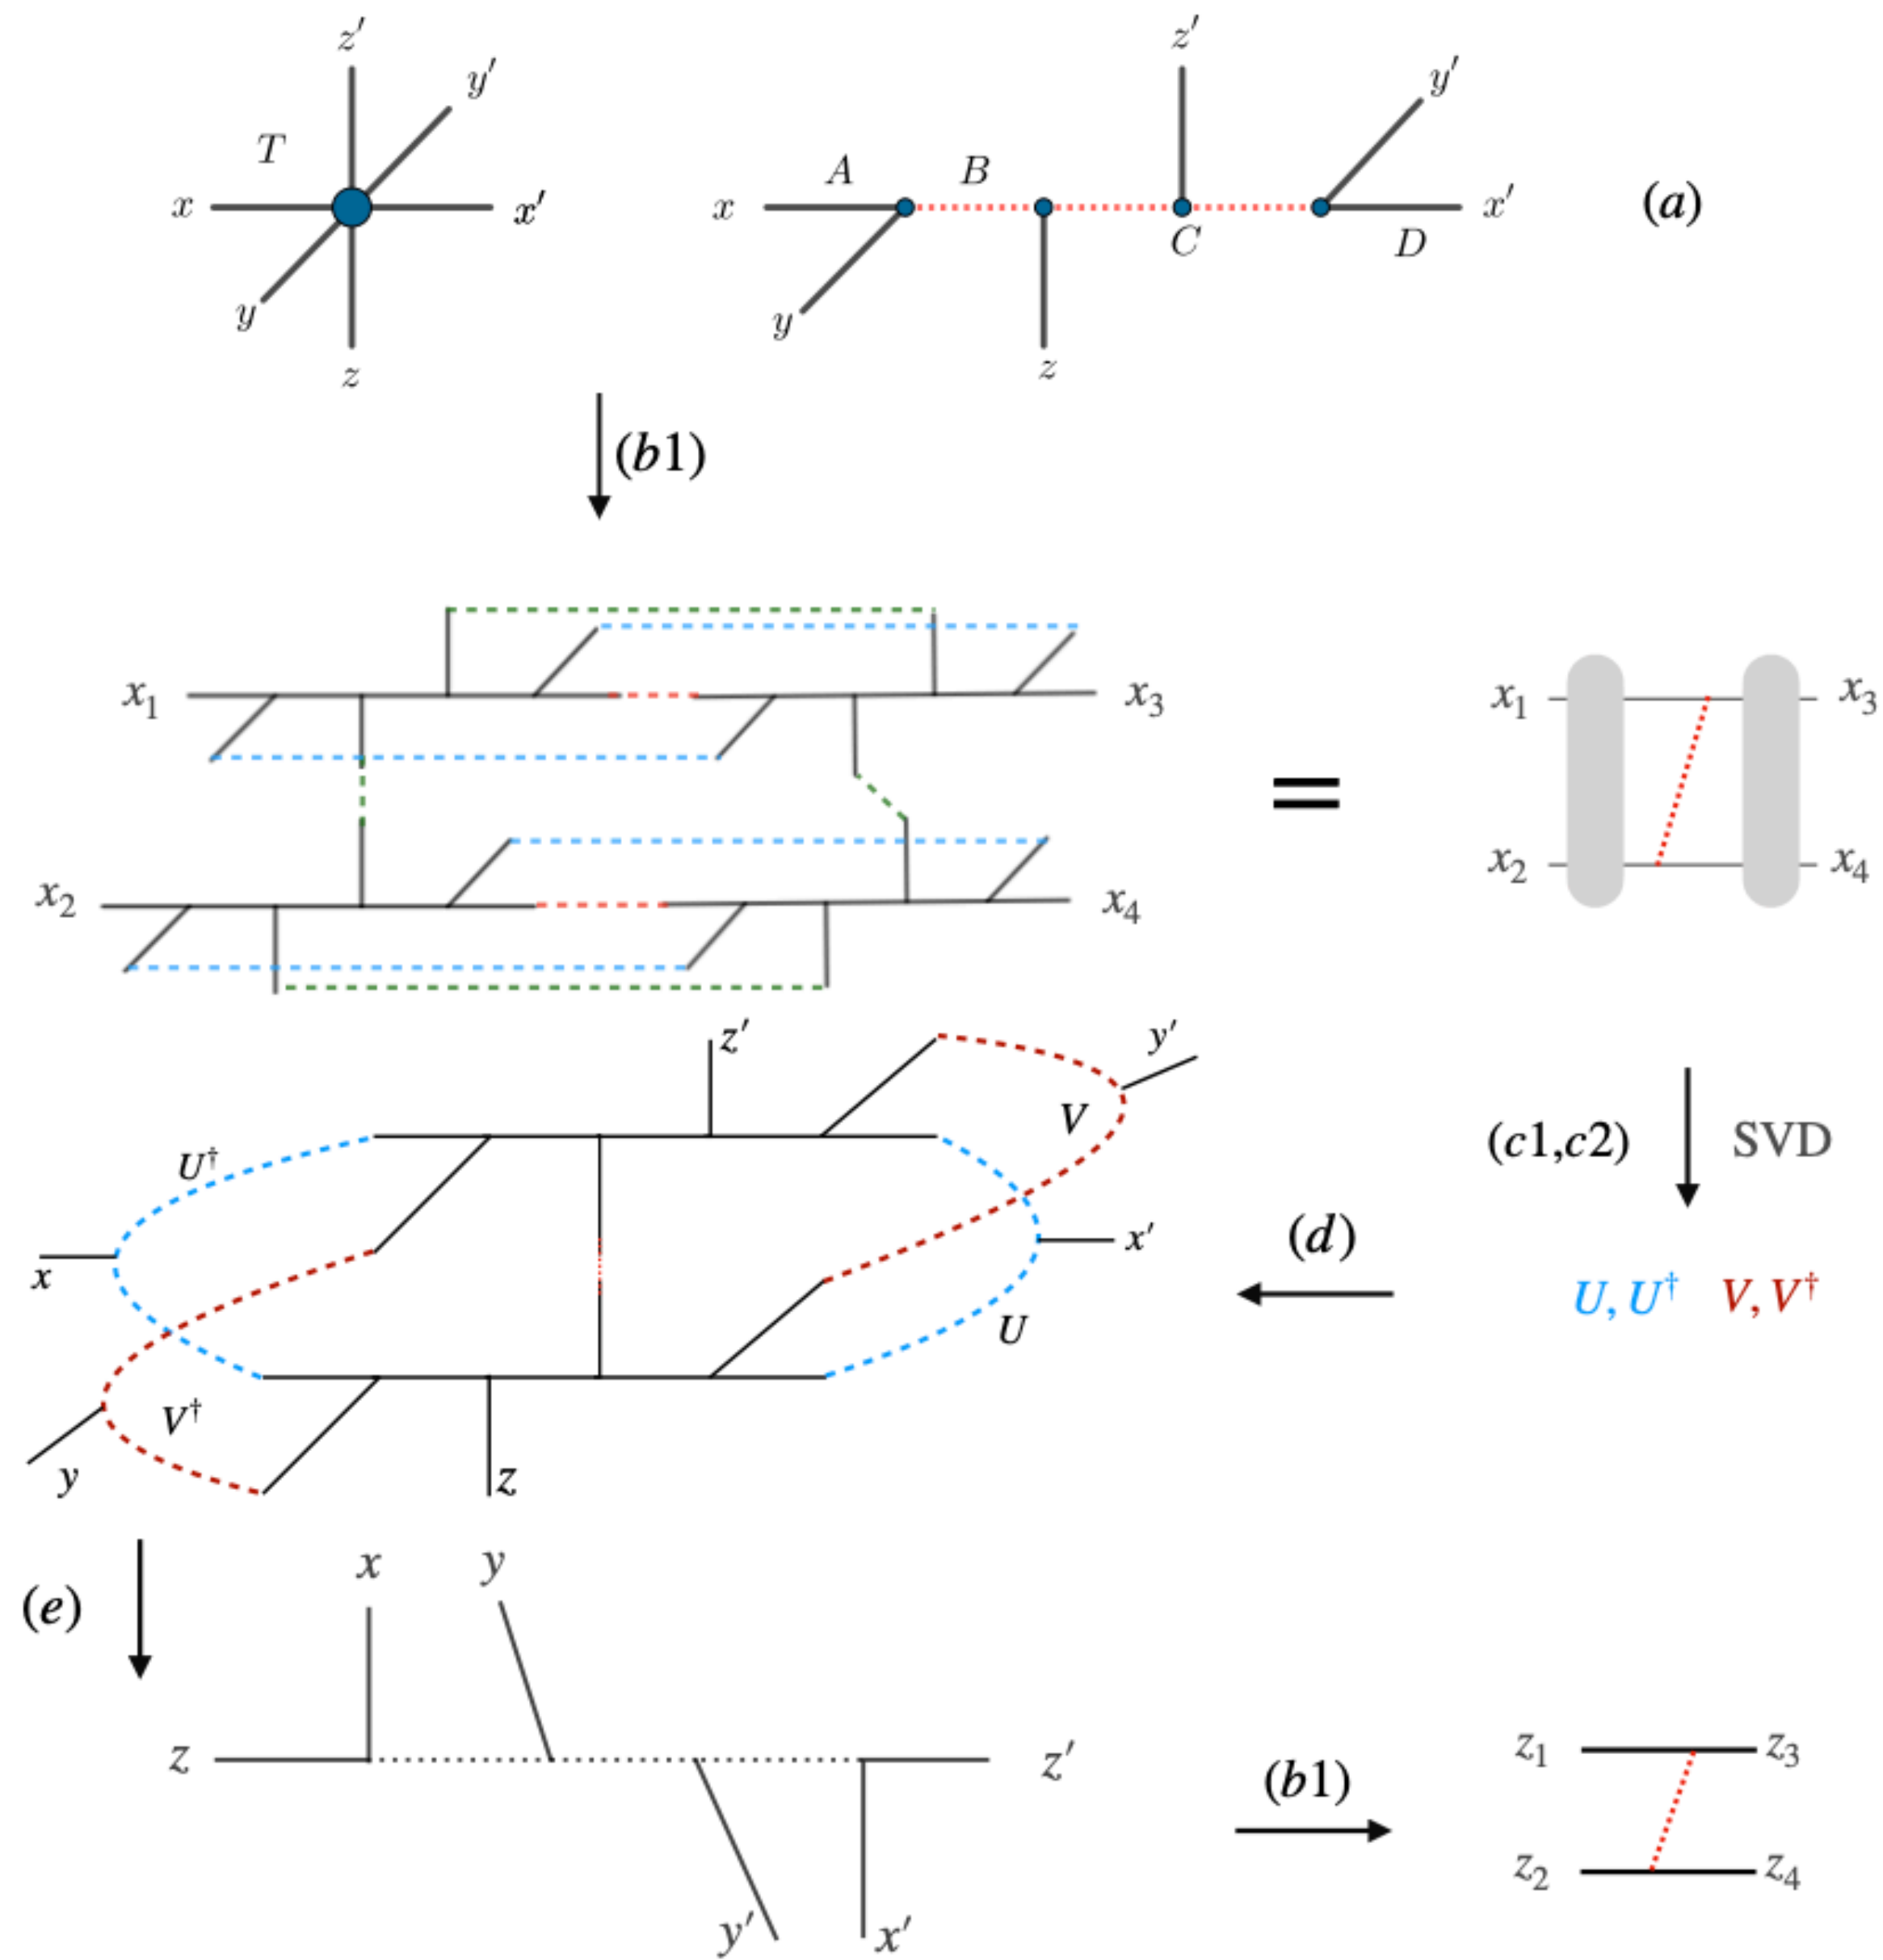 z′ z′
y′ y′
T A B
x x′ x C D x′ (a)
y y
z z
(b1)
x₁ x₃ = x₁ x₃
x₂ x₄ x₂ x₄
z′ y′
U† V (c1,c2) SVD
x x′ (d)
U U, U† V, V†
V†
y z
x y
(e)
z z′ (b1) z₁ z₃
z₂ z₄
y′ x′